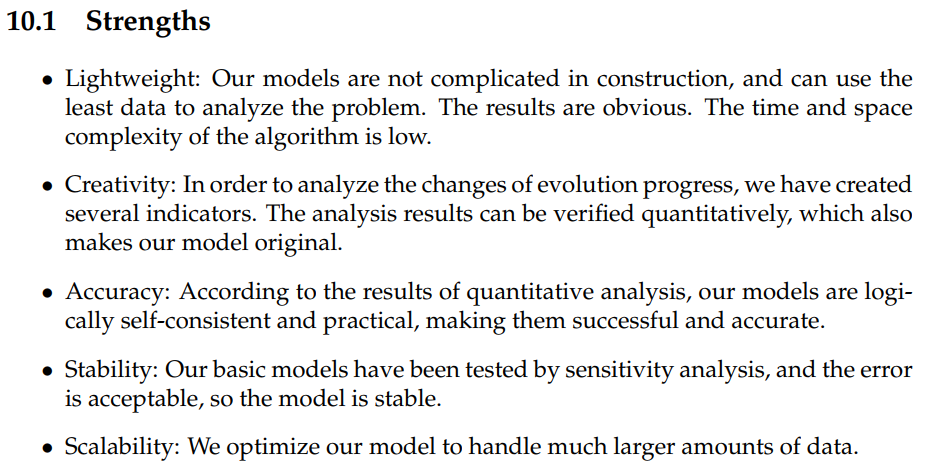 10.1 Strengths
• Lightweight: Our models are not complicated in construction, and can use the
least data to analyze the problem. The results are obvious. The time and space
complexity of the algorithm is low.
• Creativity: In order to analyze the changes of evolution progress, we have created
several indicators. The analysis results can be verified quantitatively, which also
makes our model original.
• Accuracy: According to the results of quantitative analysis, our models are logi-
cally self-consistent and practical, making them successful and accurate.
• Stability: Our basic models have been tested by sensitivity analysis, and the error
is acceptable, so the model is stable.
• Scalability: We optimize our model to handle much larger amounts of data.